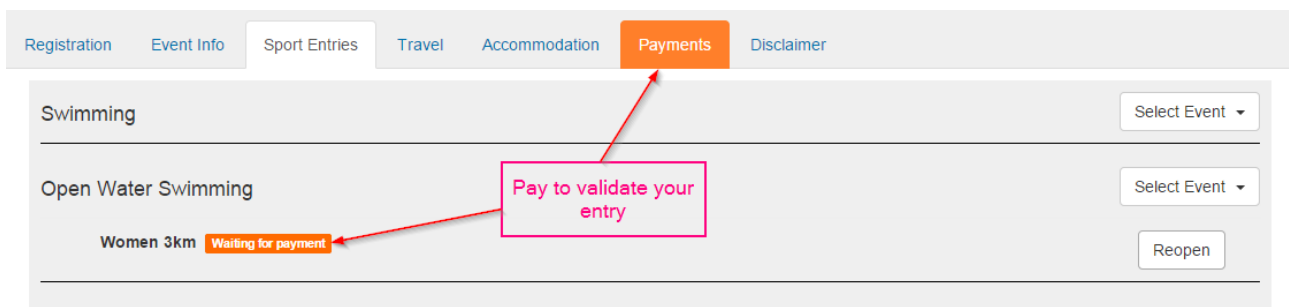 Registration Event Info Sport Entries Travel Accommodation Payments Disclaimer
Swimming Select Event
Open Water Swimming Select Event
Pay to validate your
entry
Women 3km Waiting for payment Reopen